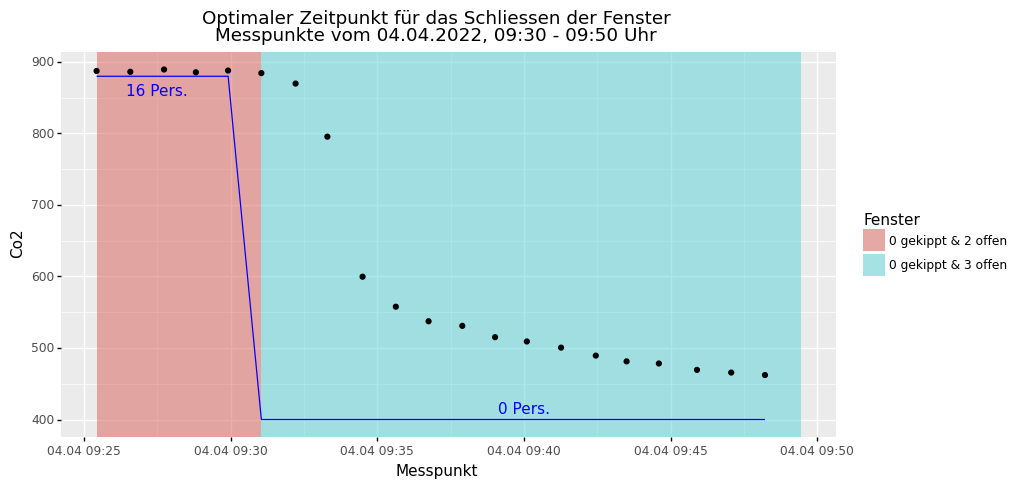 Optimaler Zeitpunkt für das Schliessen der Fenster
Messpunkte vom 04.04.2022, 09:30 - 09:50 Uhr
900
800
700
600
500
400
Co2
16 Pers.
0 Pers.
04.04 09:25
04.04 09:30
04.04 09:35
04.04 09:40
04.04 09:45
04.04 09:50
Messpunkt
Fenster
0 gekippt & 2 offen
0 gekippt & 3 offen